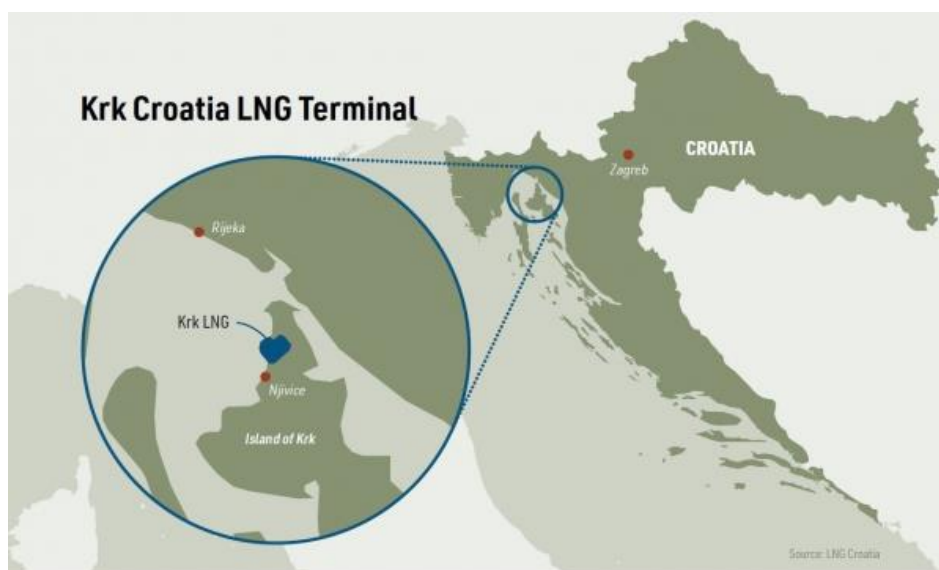 Krk Croatia LNG Terminal
CROATIA
Zagreb
Rijeka
Krk LNG
Njivice
Island of Krk
Source: LNG Croatia